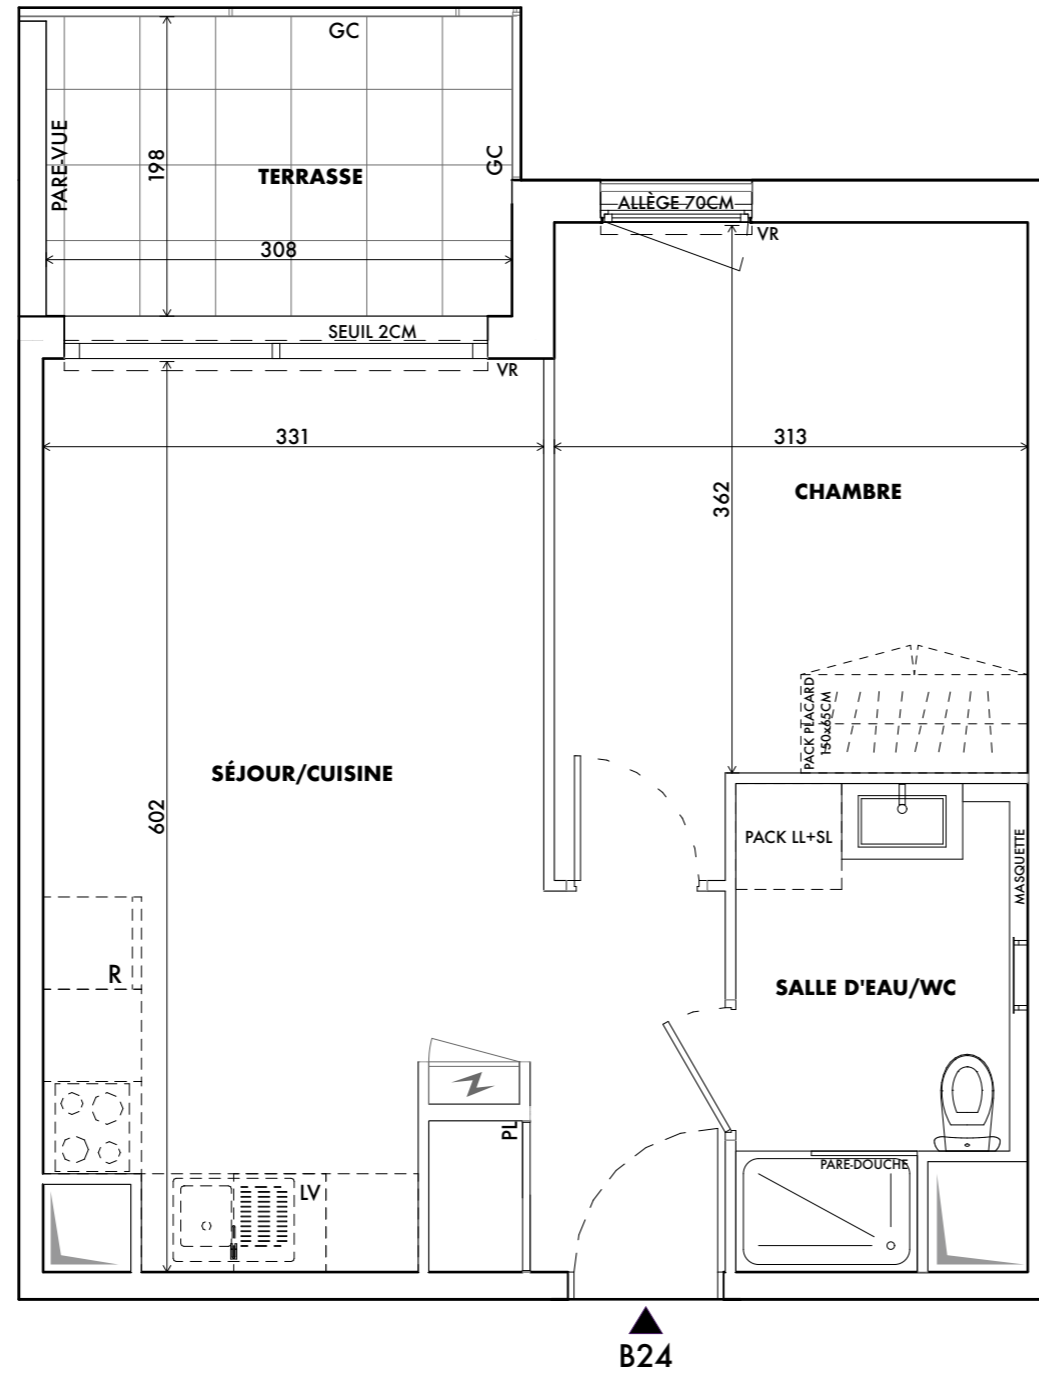 GC
PARE-VUE
198
TERRASSE
GC
308
ALLÈGE 70CM
VR
SEUIL 2CM
VR
331
313
362
CHAMBRE
PACK PLACARD
150x65CM
SÉJOUR/CUISINE
602
PACK LL+SL
MASQUETTE
R
SALLE D'EAU/WC
PL
PARE-DOUCHE
LV
B24